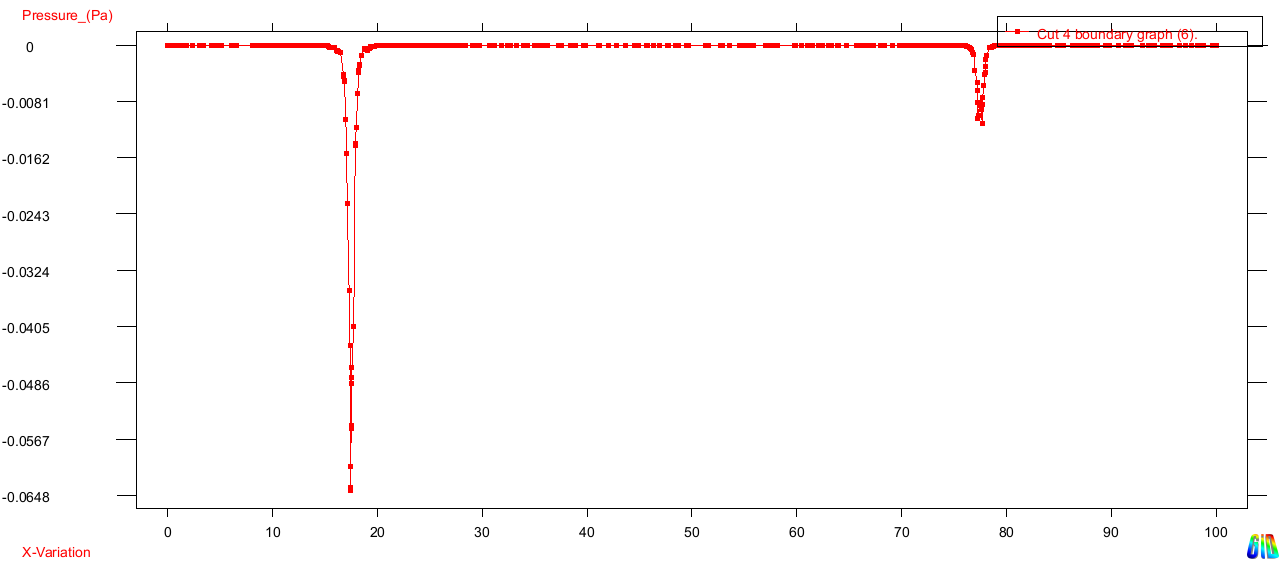 Pressure_(Pa)
Cut 4 boundary graph (6).
0
-0.0081
-0.0162
-0.0243
-0.0324
-0.0405
-0.0486
-0.0567
-0.0648
0 10 20 30 40 50 60 70 80 90 100
X-Variation
GiD